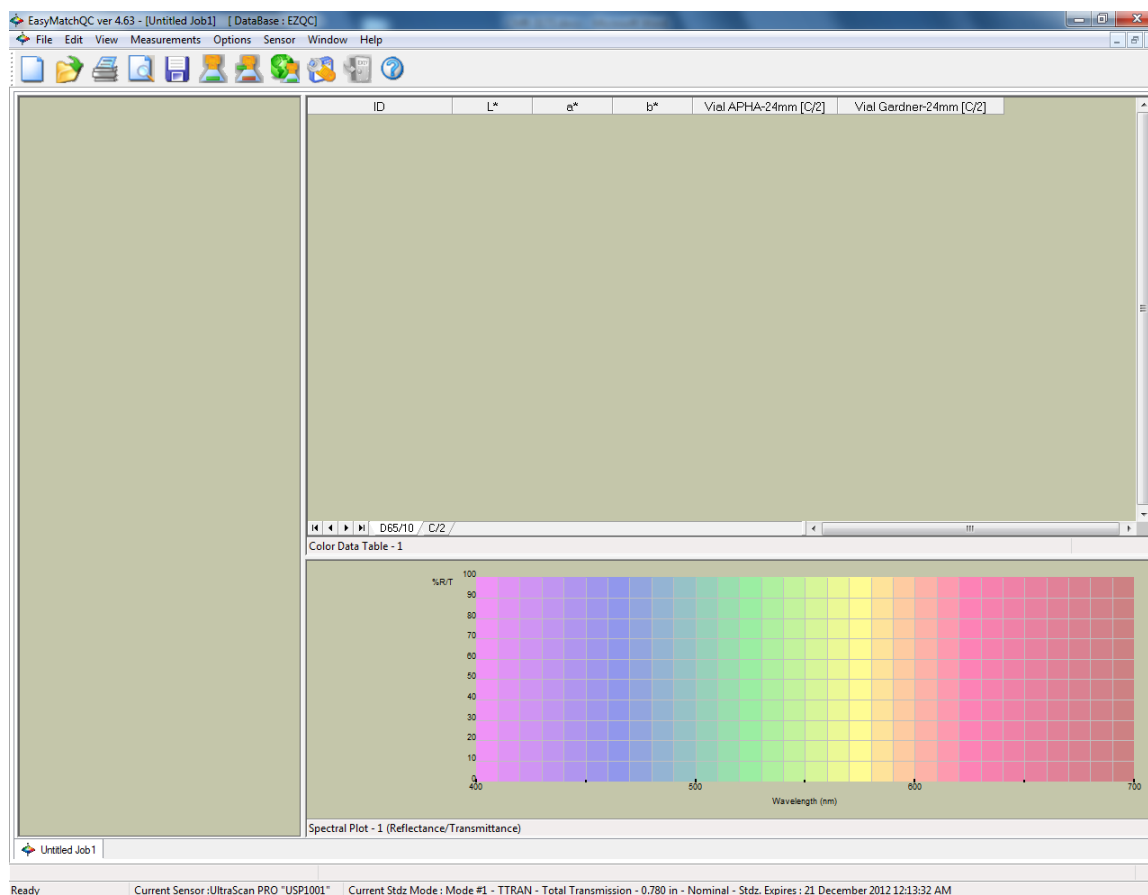 EasyMatchQC ver 4.63 - [Untitled Job1] [ DataBase : EZQC]
File Edit View Measurements Options Sensor Window Help
ID L* a* b* Vial APHA-24mm [C/2] Vial Gardner-24mm [C/2]
D65/10 C/2
Color Data Table - 1
%R/T
100
90
80
70
60
50
40
30
20
10
0
400 500 600 700
Wavelength (nm)
Spectral Plot - 1 (Reflectance/Transmittance)
Untitled Job1
Ready Current Sensor :UltraScan PRO "USP1001" Current Stdz Mode : Mode #1 - TTRAN - Total Transmission - 0.780 in - Nominal - Stdz. Expires : 21 December 2012 12:13:32 AM